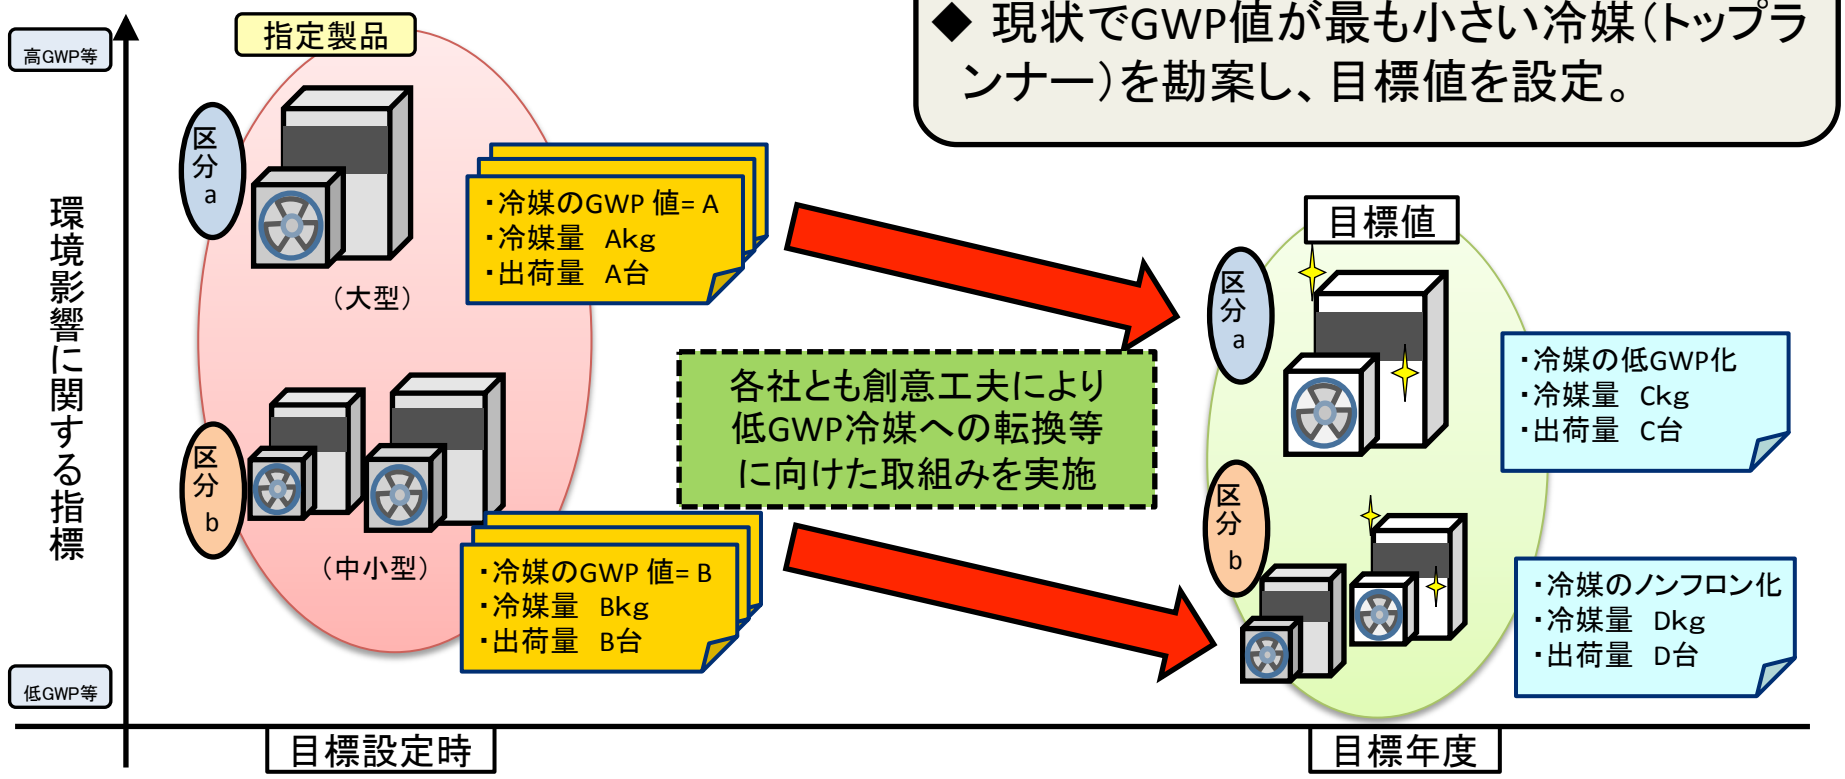 ◆ 現状でGWP値が最も小さい冷媒（トップラ
ンナー）を勘案し、目標値を設定。
高GWP等
環境影響に関する指標
低GWP等
指定製品
区分a
（大型）
・冷媒のGWP 値= A
・冷媒量　Akg
・出荷量　A台
区分b
（中小型）
・冷媒のGWP 値= B
・冷媒量　Bkg
・出荷量　B台
各社とも創意工夫により
低GWP冷媒への転換等
に向けた取組みを実施
目標値
区分a
・冷媒の低GWP化
・冷媒量　Ckg
・出荷量　C台
区分b
・冷媒のノンフロン化
・冷媒量　Dkg
・出荷量　D台
目標設定時
目標年度